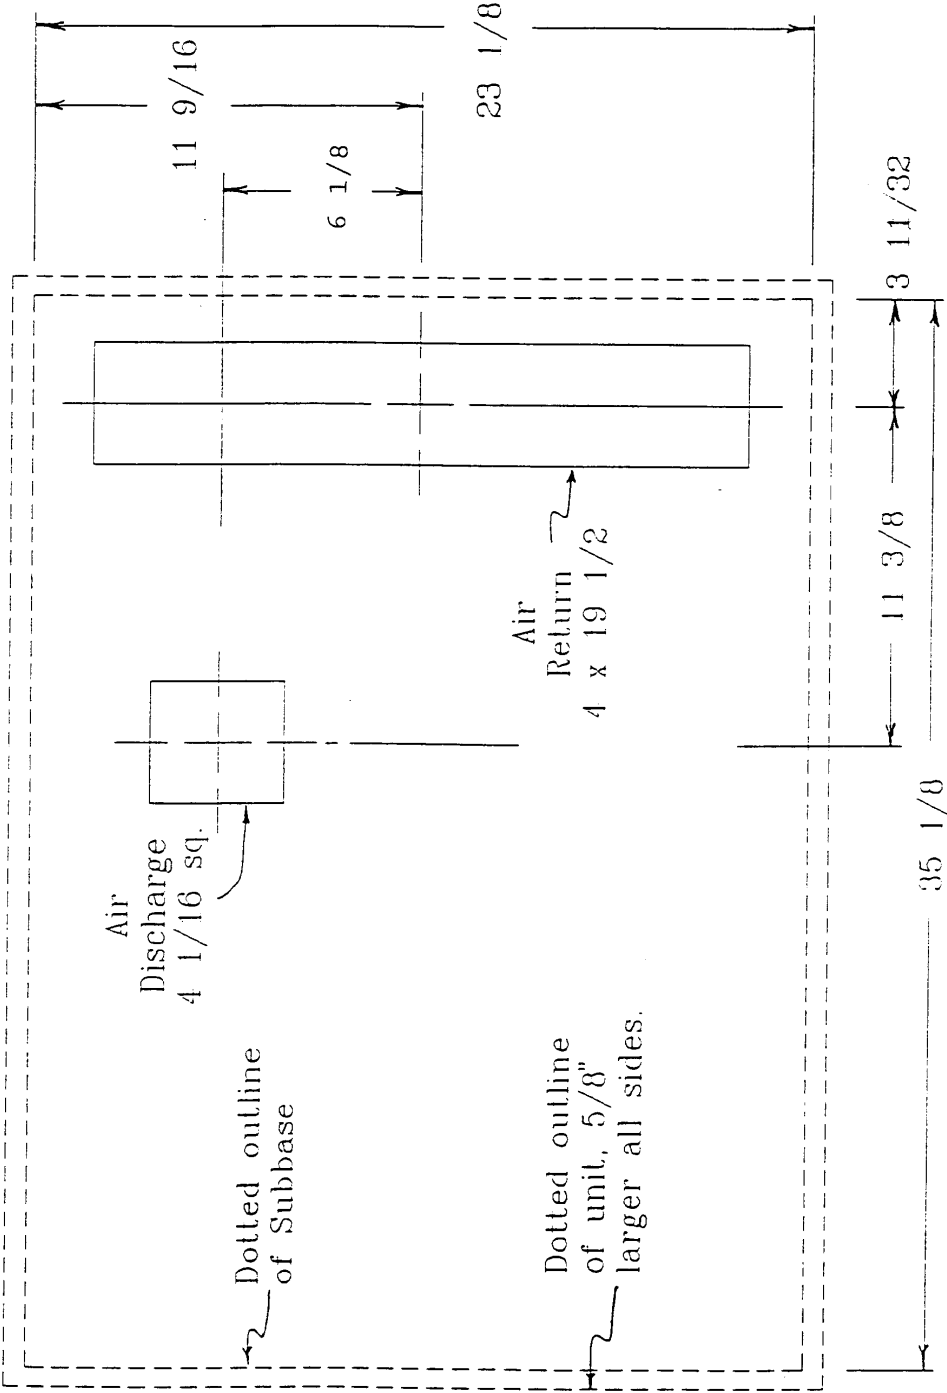 Dotted outline
of Subbase
Dotted outline
of unit, 5/8"
larger all sides.
Air
Discharge
4 1/16 sq.
Air
Return
4 x 19 1/2
11 9/16
6 1/8
23 1/8
3 11/32
11 3/8
35 1/8